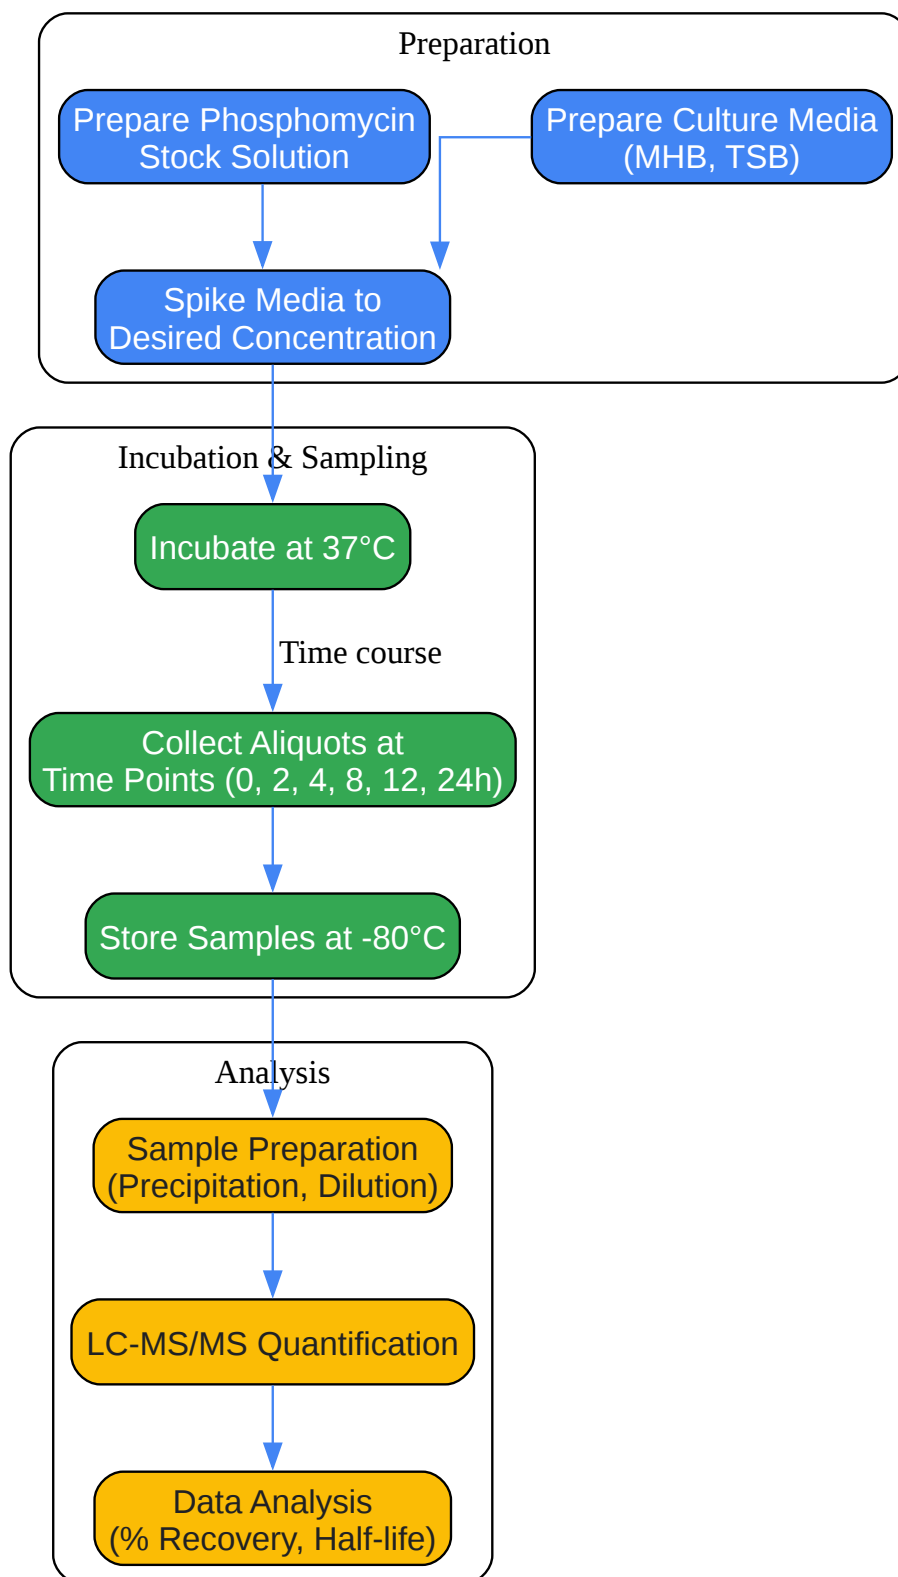 Preparation
Prepare Phosphomycin
Stock Solution
Prepare Culture Media
(MHB, TSB)
Spike Media to
Desired Concentration
Incubation & Sampling
Incubate at 37°C
Time course
Collect Aliquots at
Time Points (0, 2, 4, 8, 12, 24h)
Store Samples at -80°C
Analysis
Sample Preparation
(Precipitation, Dilution)
LC-MS/MS Quantification
Data Analysis
(% Recovery, Half-life)